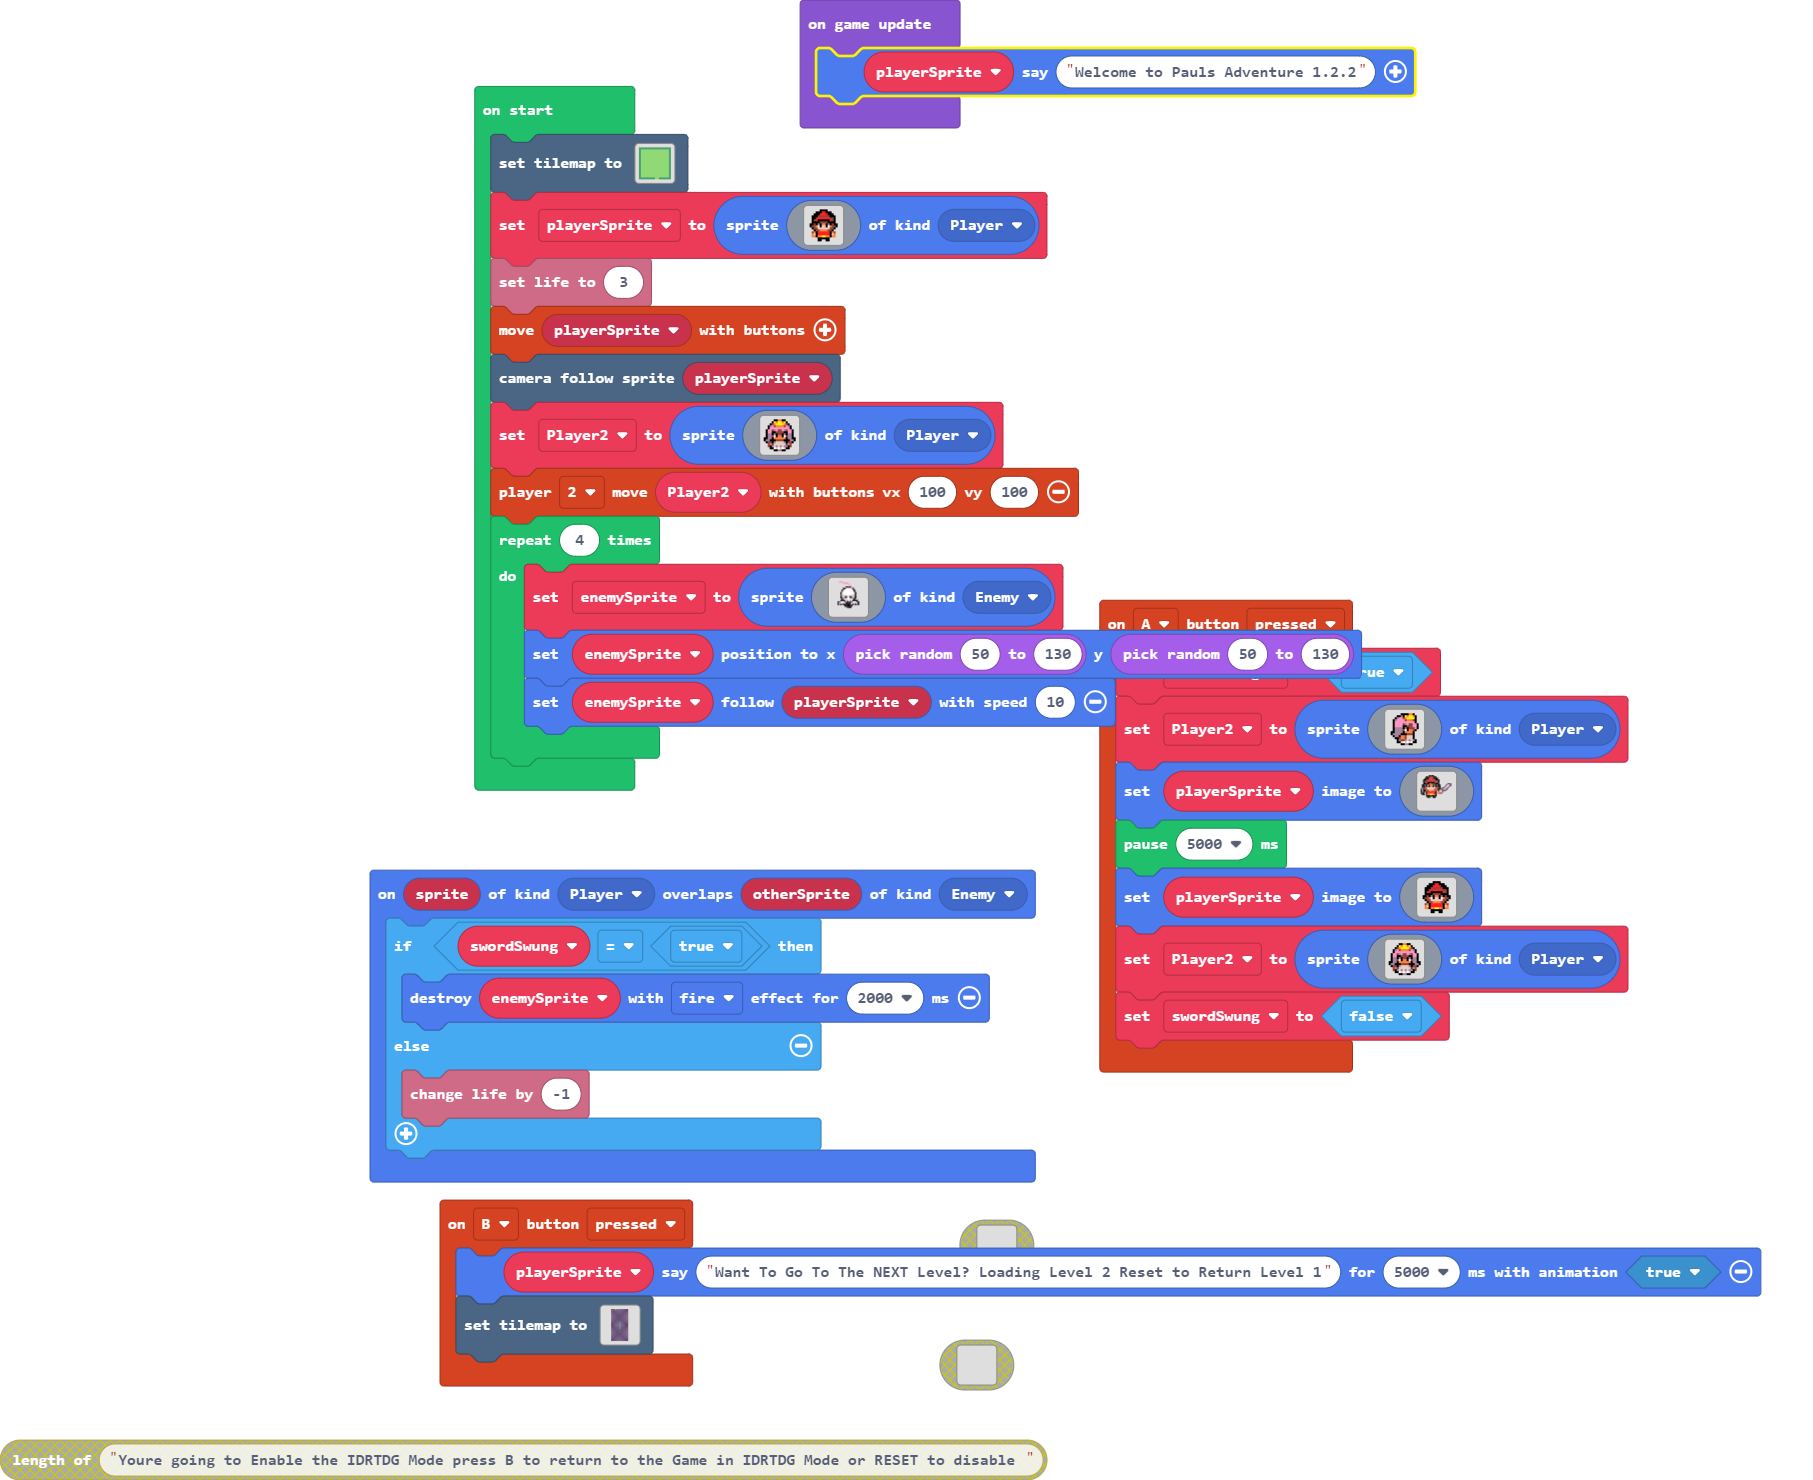 on game update
playerSprite say "Welcome to Pauls Adventure 1.2.2"
on start
set tilemap to
set playerSprite to sprite of kind Player
set life to 3
move playerSprite with buttons
camera follow sprite playerSprite
set Player2 to sprite of kind Player
player 2 move Player2 with buttons vx 100 vy 100
repeat 4 times
do
set enemySprite to sprite of kind Enemy
set enemySprite position to x pick random 50 to 130 y pick random 50 to 130
set enemySprite follow playerSprite with speed 10
on A button pressed
set Player2 to sprite of kind Player
set playerSprite image to
pause 5000 ms
set playerSprite image to
set Player2 to sprite of kind Player
set swordSwung to false
on sprite of kind Player overlaps otherSprite of kind Enemy
if swordSwung = true then
destroy enemySprite with fire effect for 2000 ms
else
change life by -1
on B button pressed
playerSprite say "Want To Go To The NEXT Level? Loading Level 2 Reset to Return Level 1" for 5000 ms with animation true
set tilemap to
length of "Youre going to Enable the IDRTDG Mode press B to return to the Game in IDRTDG Mode or RESET to disable "